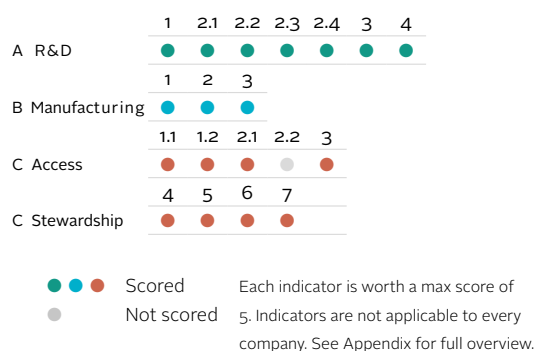 1 2.1 2.2 2.3 2.4 3 4
A R&D
1 2 3
B Manufacturing
1.1 1.2 2.1 2.2 3
C Access
4 5 6 7
C Stewardship
Scored Each indicator is worth a max score of
Not scored 5. Indicators are not applicable to every
company. See Appendix for full overview.